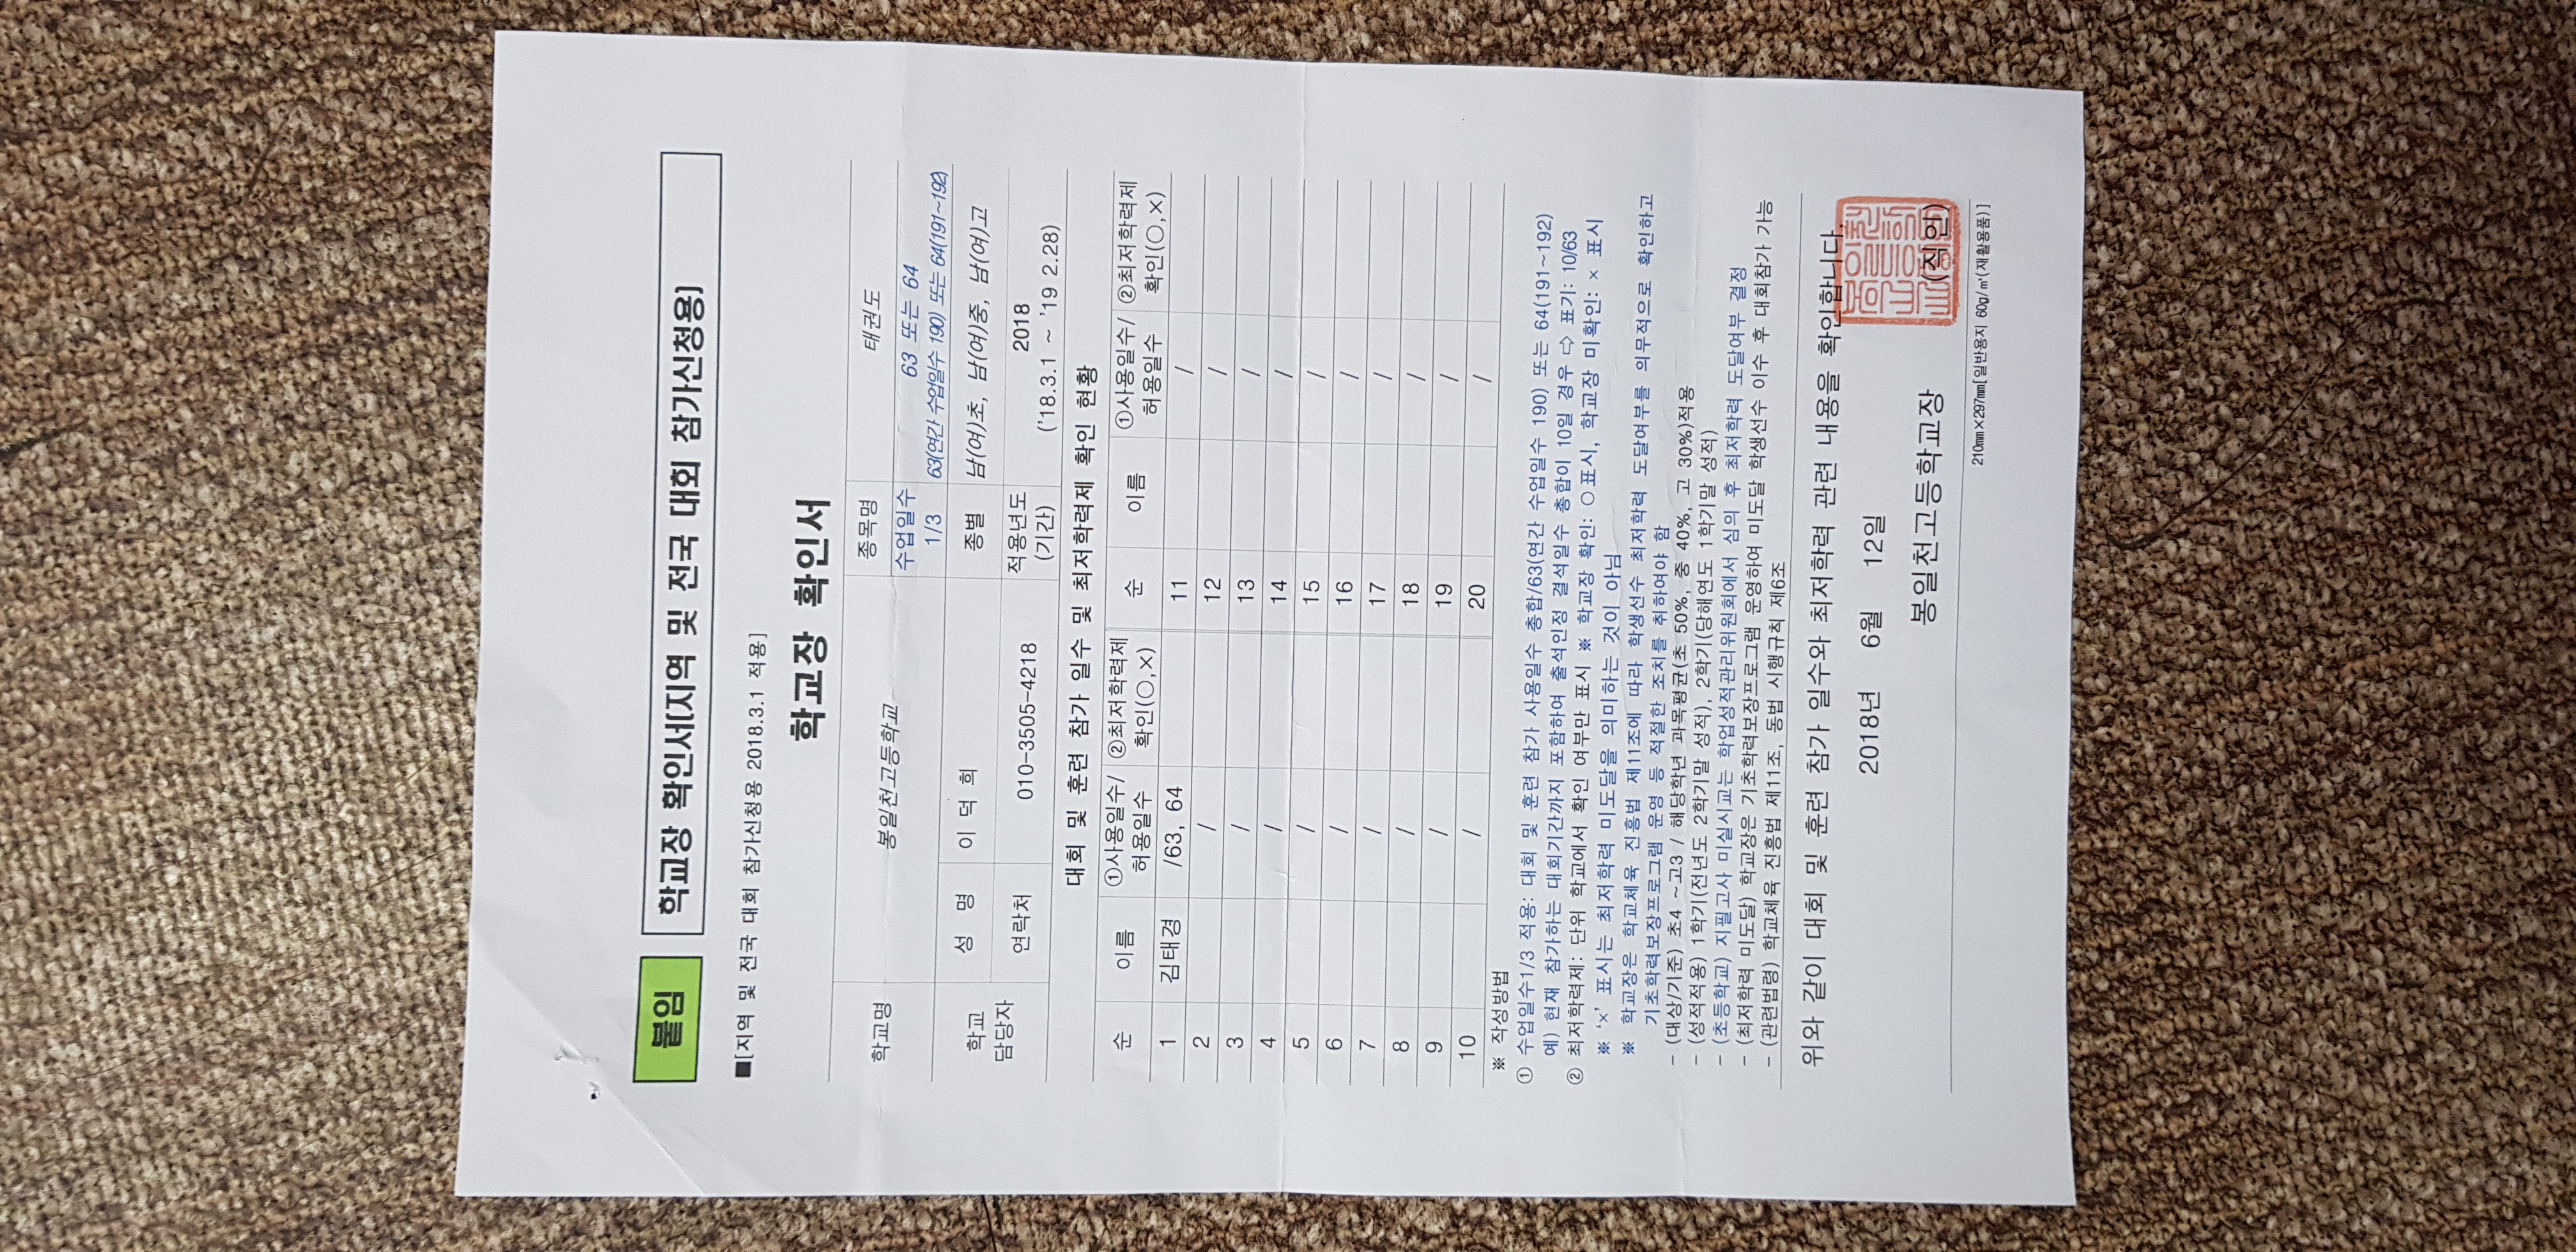 붙임
학교장 확인서(지역 및 전국 대회 참가신청용)
■[지역 및 전국 대회 참가신청용 2018.3.1 적용]
학교장 확인서
학교명 봉일천고등학교 종목명 태권도
수업일수 1/3 63 또는 64
63(연간 수업일수 190) 또는 64(191~192)
학교 담당자 성 명 이 덕 희 종별 남(여)초, 남(여)중, 남(여)고
연락처 010-3505-4218 적용년도 (기간) 2018
('18.3.1 ~ '19 2.28)
대회 및 훈련 참가 일수 및 최저학력제 확인 현황
순 이름 ①사용일수/허용일수 ②최저학력제 확인(○,×) 순 이름 ①사용일수/허용일수 ②최저학력제 확인(○,×)
1 김태경 /63, 64 11 /
2 / 12 /
3 / 13 /
4 / 14 /
5 / 15 /
6 / 16 /
7 / 17 /
8 / 18 /
9 / 19 /
10 / 20 /
※ 작성방법
① 수업일수1/3 적용: 대회 및 훈련 참가 사용일수 총합/63(연간 수업일수 190) 또는 64(191~192)
예) 현재 참가하는 대회기간까지 포함하여 출석인정 결석일수 총합이 10일 경우 ⇨ 표기: 10/63
② 최저학력제: 단위 학교에서 확인 여부만 표시 ※ 학교장 확인: ○표시, 학교장 미확인: × 표시
※ '×' 표시는 최저학력 미도달을 의미하는 것이 아님
※ 학교장은 학교체육 진흥법 제11조에 따라 학생선수 최저학력 도달여부를 의무적으로 확인하고
기초학력보장프로그램 운영 등 적절한 조치를 취하여야 함
- (대상/기준) 초4 ~고3 / 해당학년 과목평균(초 50%, 중 40%, 고 30%)적용
- (성적적용) 1학기(전년도 2학기말 성적), 2학기(당해연도 1학기말 성적)
- (초등학교) 지필고사 미실시교는 학업성적관리위원회에서 심의 후 최저학력 도달여부 결정
- (최저학력 미도달) 학교장은 기초학력보장프로그램 운영하여 미도달 학생선수 이수 후 대회참가 가능
- (관련법령) 학교체육 진흥법 제11조, 동법 시행규칙 제6조
위와 같이 대회 및 훈련 참가 일수와 최저학력 관련 내용을 확인합니다.
2018년 6월 12일
봉일천고등학교장 (직인)
210㎜×297㎜[일반용지 60g/㎡(재활용품)]